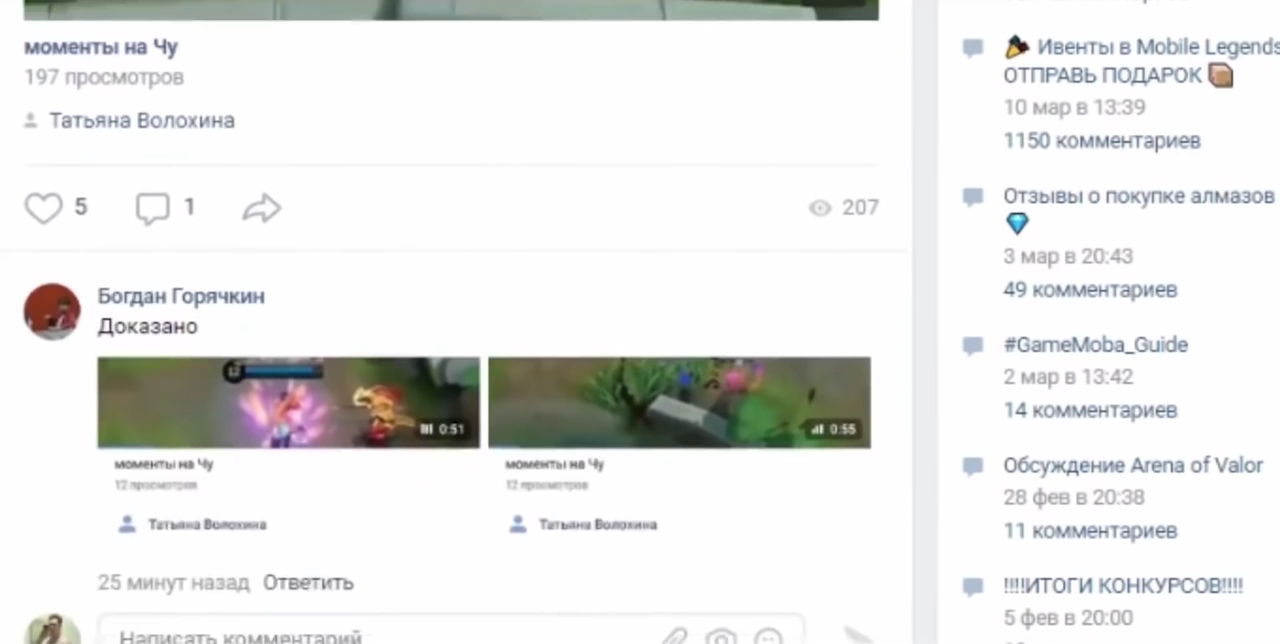 моменты на Чу
197 просмотров
Татьяна Волохина
5 1 207
Богдан Горячкин
Доказано
0:51 0:55
моменты на Чу моменты на Чу
12 просмотров 12 просмотров
Татьяна Волохина Татьяна Волохина
25 минут назад Ответить
Написать комментарий
Ивенты в Mobile Legends
ОТПРАВЬ ПОДАРОК
10 мар в 13:39
1150 комментариев
Отзывы о покупке алмазов
3 мар в 20:43
49 комментариев
#GameMoba_Guide
2 мар в 13:42
14 комментариев
Обсуждение Arena of Valor
28 фев в 20:38
11 комментариев
!!!!ИТОГИ КОНКУРСОВ!!!!
5 фев в 20:00